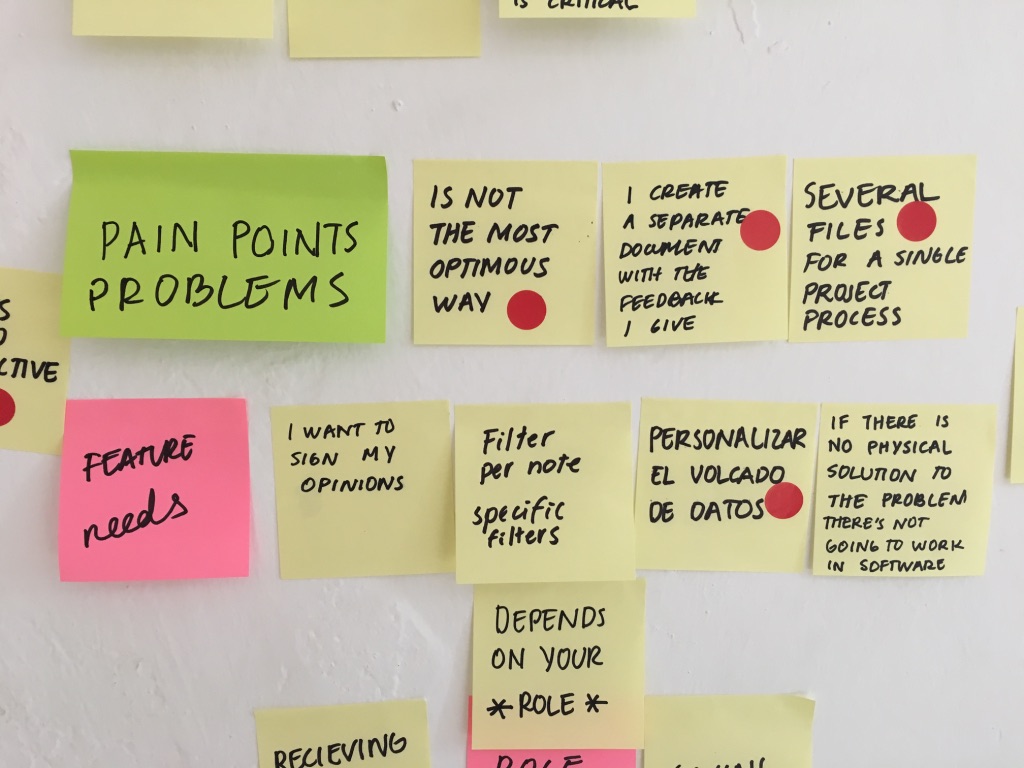 IS CRITICAL
PAIN POINTS
PROBLEMS
IS NOT
THE MOST
OPTIMOUS
WAY
I CREATE
A SEPARATE
DOCUMENT
WITH THE
FEEDBACK
I GIVE
SEVERAL
FILES
FOR A SINGLE
PROJECT
PROCESS
FEATURE
needs
I WANT TO
SIGN MY
OPINIONS
Filter
per note
specific
filters
PERSONALIZAR
EL VOLCADO
DE DATOS
IF THERE IS
NO PHYSICAL
SOLUTION TO
THE PROBLEM
THERE'S NOT
GOING TO WORK
IN SOFTWARE
DEPENDS
ON YOUR
* ROLE *
RECIEVING
ROLE